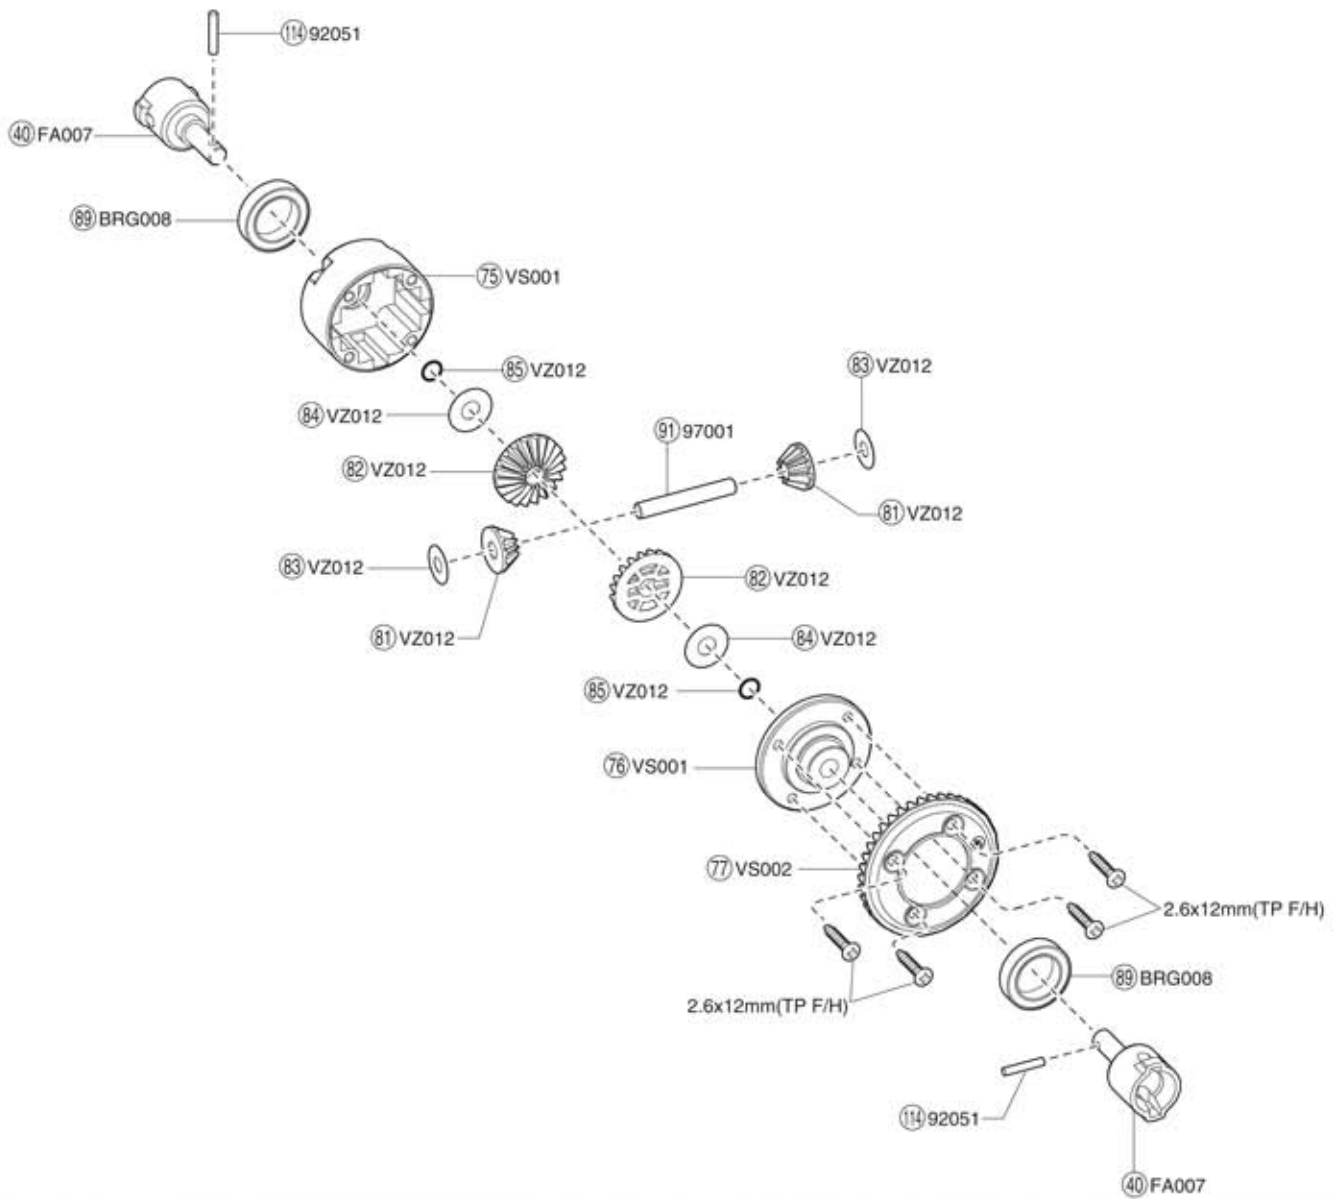 114 92051
40 FA007
89 BRG008
75 VS001
85 VZ012
83 VZ012
84 VZ012
91 97001
82 VZ012
81 VZ012
83 VZ012
82 VZ012
81 VZ012
84 VZ012
85 VZ012
76 VS001
77 VS002
2.6x12mm(TP F/H)
89 BRG008
2.6x12mm(TP F/H)
114 92051
40 FA007